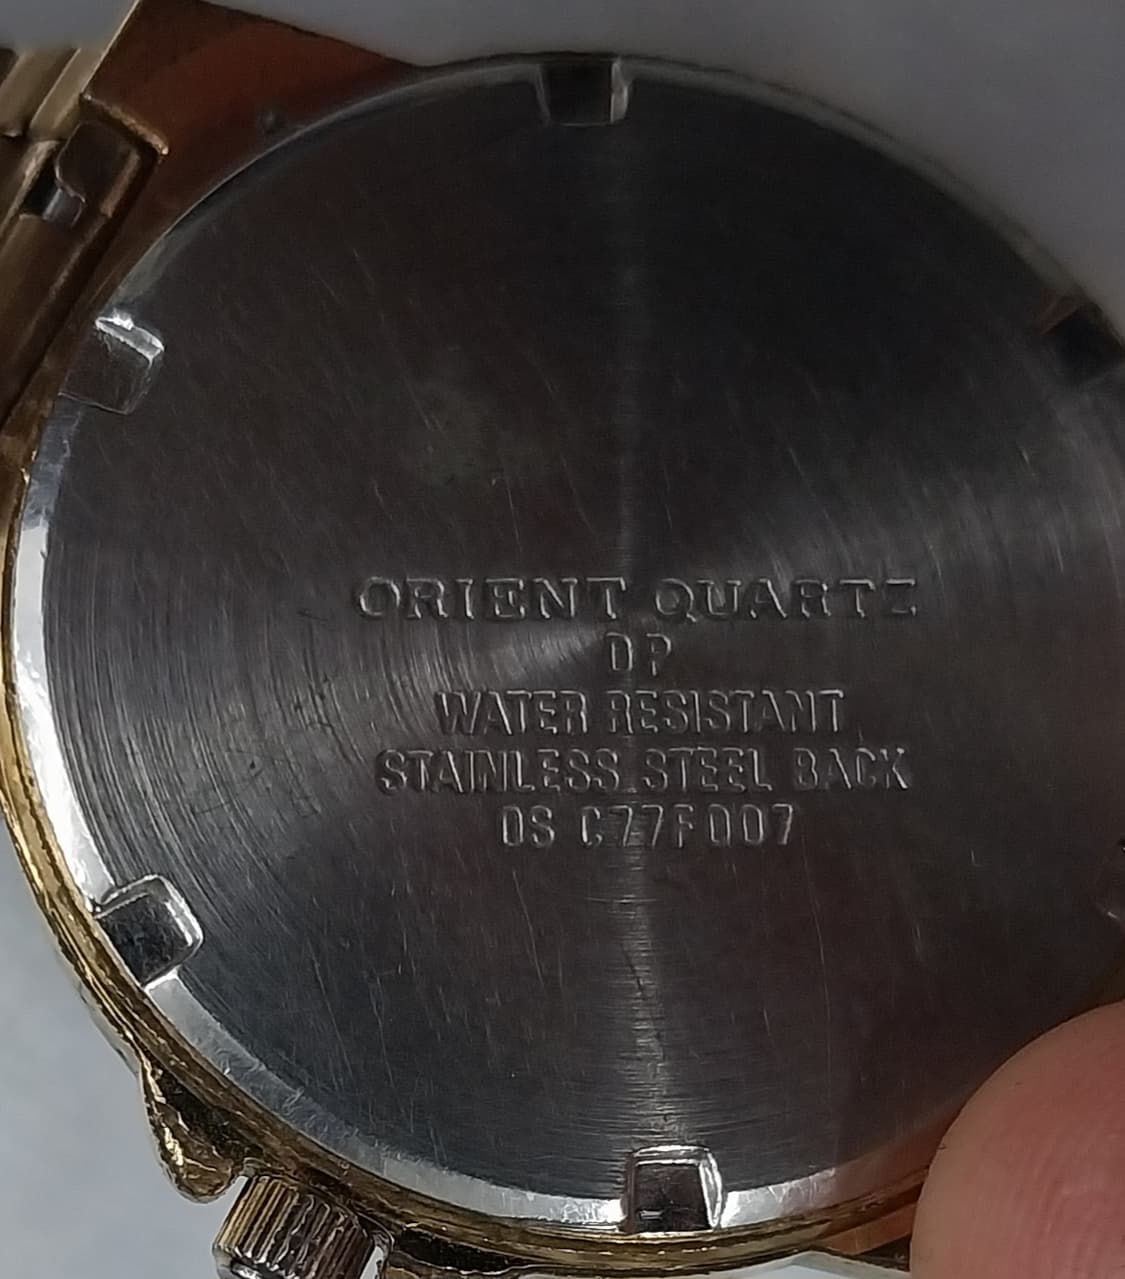 ORIENT QUARTZ
DP
WATER RESISTANT
STAINLESS STEEL BACK
OS C77F007